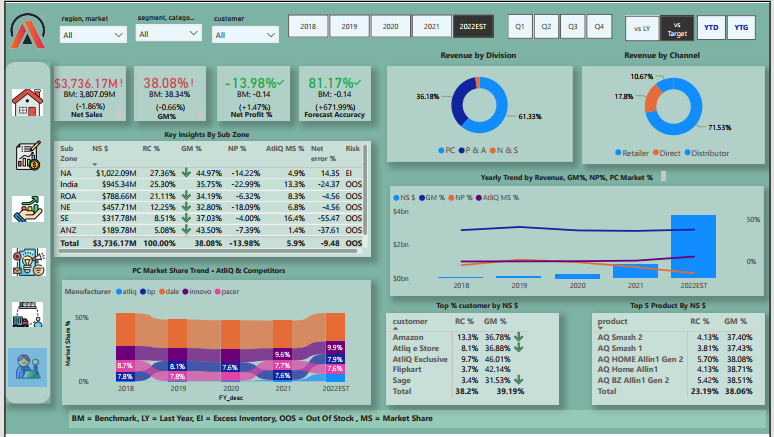 region, market
segment, catego...
customer
All
All
All
2018
2019
2020
2021
2022EST
Q1
Q2
Q3
Q4
vs LY
vs Target
YTD
YTG
$3,736.17M!
BM: 3,807.09M
(-1.86%)
Net Sales
38.08%!
BM: 38.34%
(-0.66%)
GM%
-13.98%✓
BM: -0.14
(+1.47%)
Net Profit %
81.17%✓
BM: -0.14
(+671.99%)
Forecast Accuracy
Revenue by Division
36.18%
61.33%
PC P & A N & S
Revenue by Channel
10.67%
17.8%
71.53%
Retailer Direct Distributor
Key Insights By Sub Zone
Sub Zone NS $ RC % GM % NP % AtliQ MS % Net error % Risk
NA $1,022.09M 27.36% 44.97% -14.22% 4.9% 14.35 EI
India $945.34M 25.30% 35.75% -22.99% 13.3% -24.37 OOS
ROA $788.66M 21.11% 34.19% -6.32% 8.3% -4.56 OOS
NE $457.71M 12.25% 32.80% -18.09% 6.8% -4.56 OOS
SE $317.78M 8.51% 37.03% -4.00% 16.4% -55.47 OOS
ANZ $189.78M 5.08% 43.50% -7.39% 1.4% -37.61 OOS
Total $3,736.17M 100.00% 38.08% -13.98% 5.9% -9.48 OOS
Yearly Trend by Revenue, GM%, NP%, PC Market %
NS $ GM % NP % AtliQ MS %
$4bn
$2bn
$0bn
50%
0%
2018 2019 2020 2021 2022EST
PC Market Share Trend - AtliQ & Competitors
Manufacturer atliq bp dale innovo pacer
Market Share %
50%
0%
8.7%
7.8%
8.1%
7.8%
7.6%
9.6%
7.7%
7.6%
9.9%
7.9%
7.6%
2018 2019 2020 2021 2022EST
FY_desc
Top % customer by NS $
customer RC % GM %
Amazon 13.3% 36.78%
Atliq e Store 8.1% 36.88%
AtliQ Exclusive 9.7% 46.01%
Flipkart 3.7% 42.14%
Sage 3.4% 31.53%
Total 38.2% 39.19%
Top 5 Product By NS $
product RC % GM %
AQ Smash 2 4.13% 37.40%
AQ Smash 1 3.81% 37.43%
AQ HOME Allin1 Gen 2 5.70% 38.08%
AQ Home Allin1 4.13% 38.71%
AQ BZ Allin1 Gen 2 5.42% 38.51%
Total 23.19% 38.06%
BM = Benchmark, LY = Last Year, EI = Excess Inventory, OOS = Out Of Stock , MS = Market Share